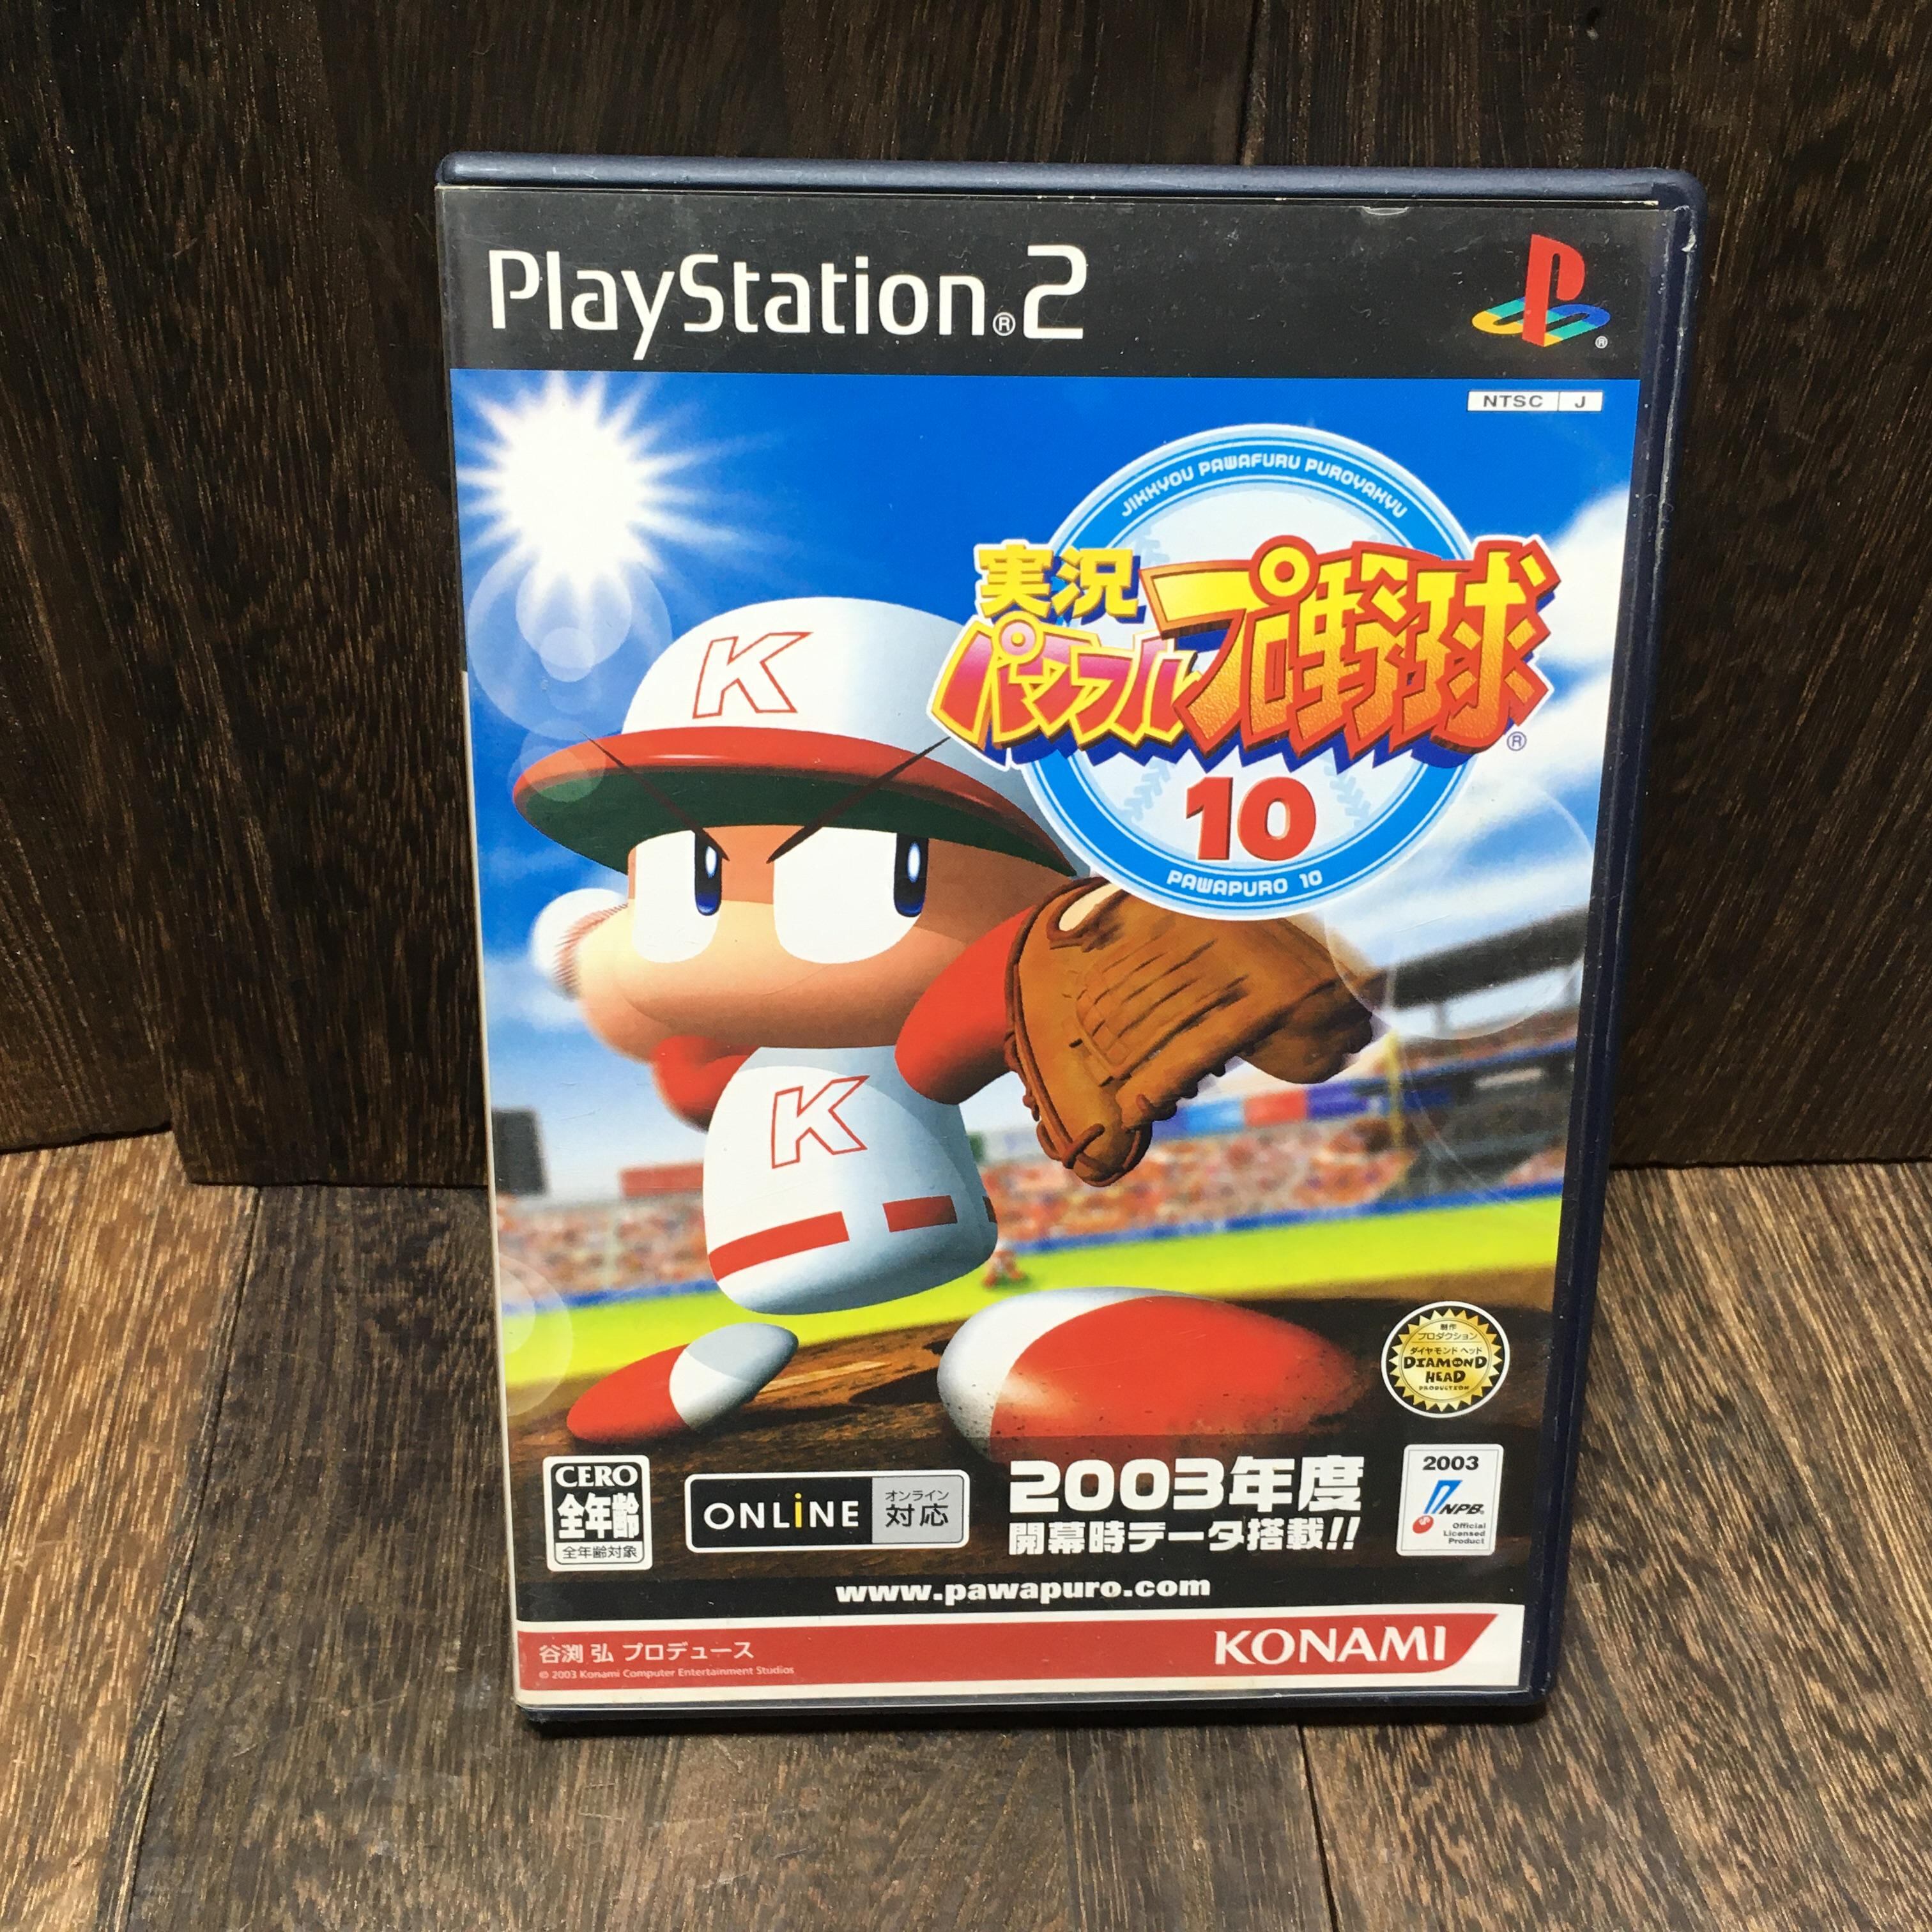 PlayStation®2
®
NTSC J
JIKKYOU PAWAFURU PUROYAKYU
実況
パワフルプロ野球®
10
PAWAPURO 10
K
K
制作
プロダクション
ダイヤモンド ヘッド
DIAMOND
HEAD
PRODUCTION
CERO
全年齢
全年齢対象
ONLiNE オンライン
対応
2003年度
開幕時データ搭載!!
2003
NPB
Official
Licensed
Product
www.pawapuro.com
谷渕 弘 プロデュース
© 2003 Konami Computer Entertainment Studios
KONAMI